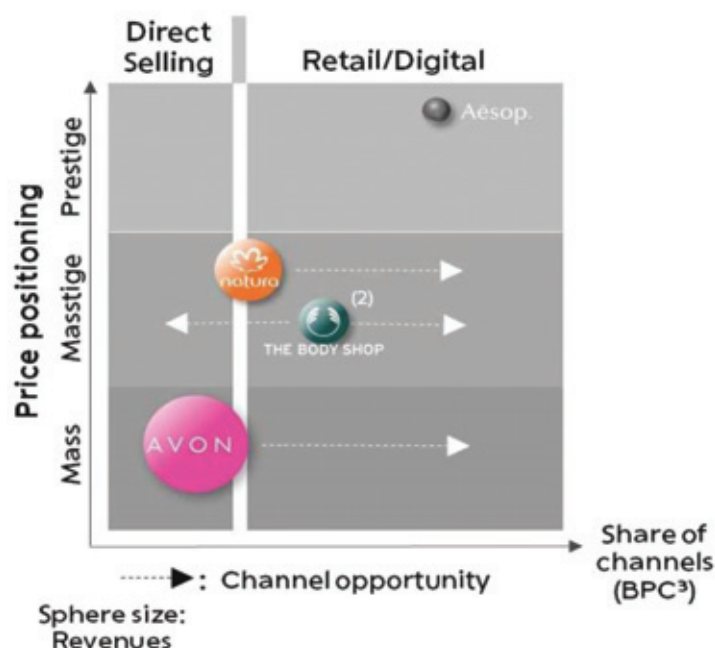 Direct
Selling
Retail/Digital
Price positioning
Prestige
Masstige
Mass
Aēsop.
natura
(2)
THE BODY SHOP
AVON
Share of
channels
(BPC³)
: Channel opportunity
Sphere size:
Revenues